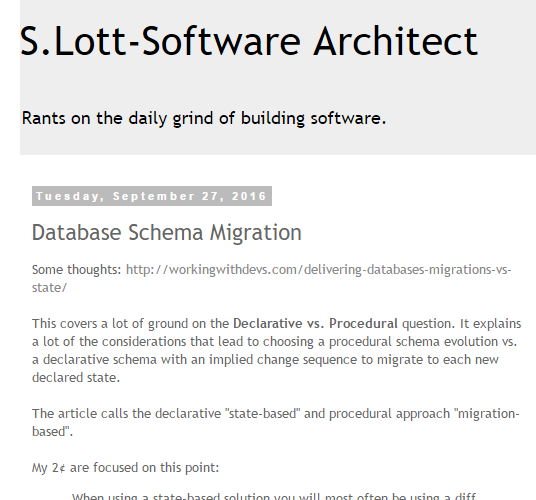 S.Lott-Software Architect
Rants on the daily grind of building software.
Tuesday, September 27, 2016
Database Schema Migration
Some thoughts: http://workingwithdevs.com/delivering-databases-migrations-vs-
state/
This covers a lot of ground on the Declarative vs. Procedural question. It explains
a lot of the considerations that lead to choosing a procedural schema evolution vs.
a declarative schema with an implied change sequence to migrate to each new
declared state.
The article calls the declarative "state-based" and procedural approach "migration-
based".
My 2¢ are focused on this point:
When using a state-based solution you will most often be using a diff